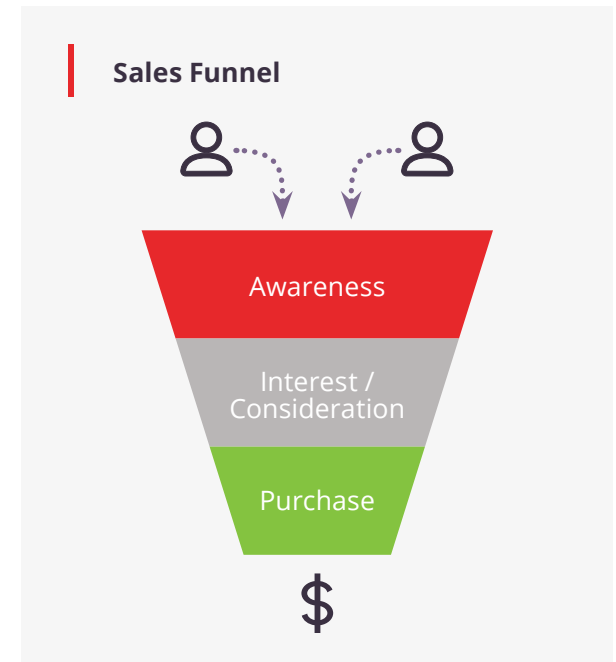 Sales Funnel
Awareness
Interest /
Consideration
Purchase
$